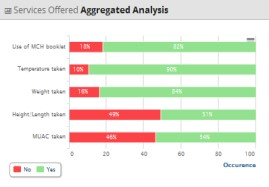 Services Offered Aggregated Analysis
Use of MCH booklet 18% 82%
Temperature taken 10% 90%
Weight taken 16% 84%
Height/Length taken 49% 51%
MUAC taken 46% 54%
0 20 40 60 80 100
Occurence
No Yes